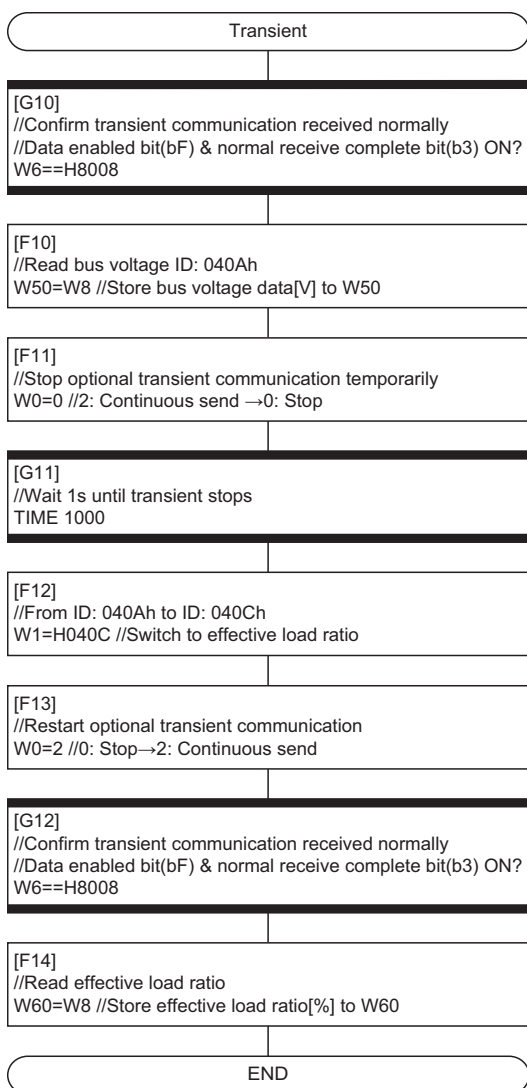 Transient
[G10]
//Confirm transient communication received normally
//Data enabled bit(bF) & normal receive complete bit(b3) ON?
W6==H8008
[F10]
//Read bus voltage ID: 040Ah
W50=W8 //Store bus voltage data[V] to W50
[F11]
//Stop optional transient communication temporarily
W0=0 //2: Continuous send →0: Stop
[G11]
//Wait 1s until transient stops
TIME 1000
[F12]
//From ID: 040Ah to ID: 040Ch
W1=H040C //Switch to effective load ratio
[F13]
//Restart optional transient communication
W0=2 //0: Stop→2: Continuous send
[G12]
//Confirm transient communication received normally
//Data enabled bit(bF) & normal receive complete bit(b3) ON?
W6==H8008
[F14]
//Read effective load ratio
W60=W8 //Store effective load ratio[%] to W60
END